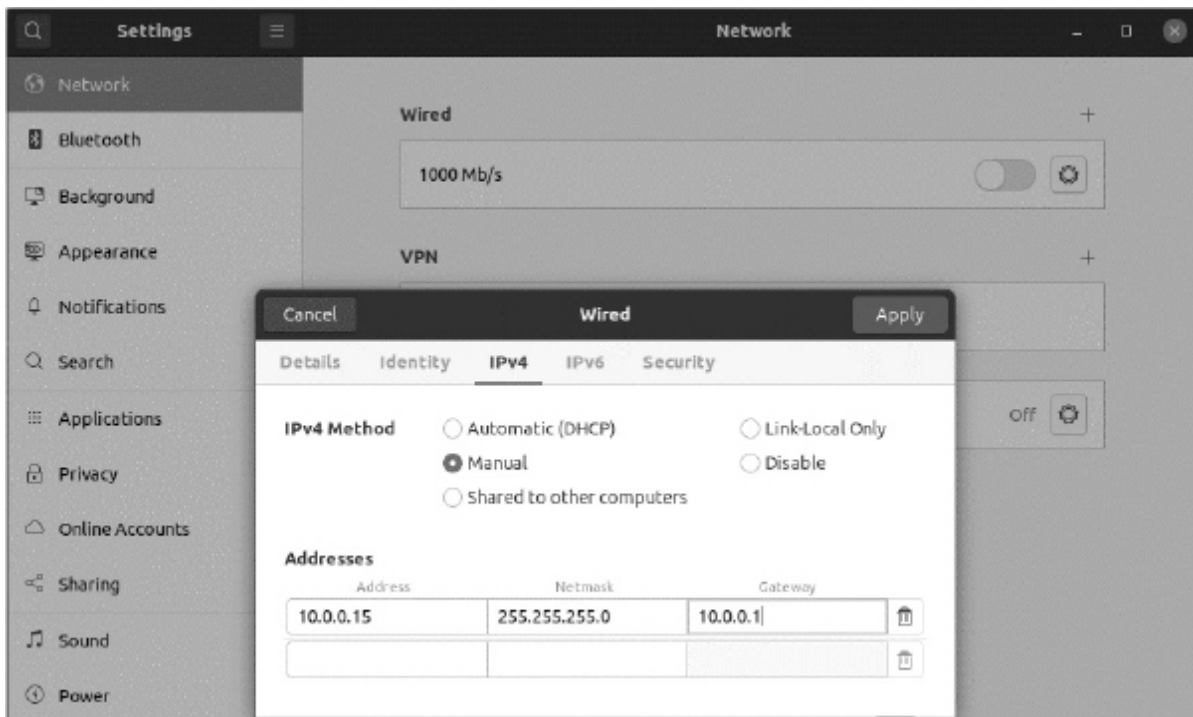 Settings
Network
Network
Bluetooth
Background
Appearance
Notifications
Search
Applications
Privacy
Online Accounts
Sharing
Sound
Power
Wired
1000 Mb/s
VPN
Off
Cancel
Wired
Apply
Details Identity IPv4 IPv6 Security
IPv4 Method
Automatic (DHCP)
Link-Local Only
Manual
Disable
Shared to other computers
Addresses
Address Netmask Gateway
10.0.0.15 255.255.255.0 10.0.0.1